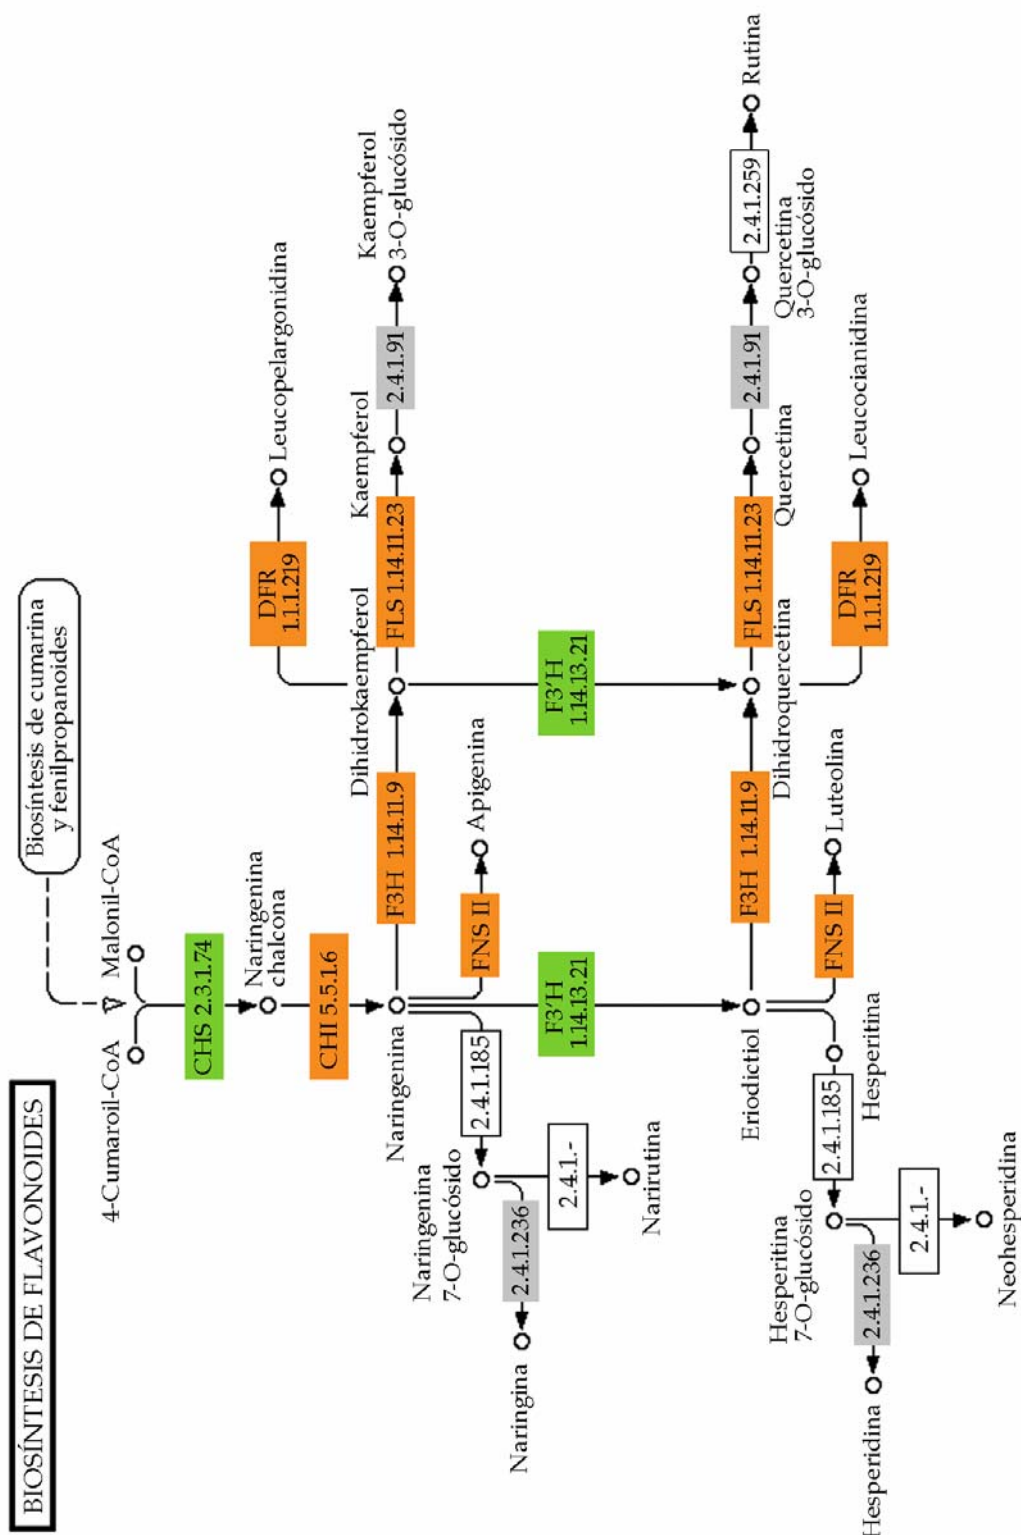 BIOSÍNTESIS DE FLAVONOIDES
Biosíntesis de cumarina
y fenilpropanoides
4-Cumaroil-CoA
Malonil-CoA
CHS 2.3.1.74
Naringenina
chalcona
DFR
1.1.1.219
Leucopelargonidina
CHI 5.5.1.6
Naringenina
F3H 1.14.11.9
Dihidrokaempferol
FLS 1.14.11.23
Kaempferol
2.4.1.91
Kaempferol
3-O-glucósido
Naringenina
7-O-glucósido
2.4.1.185
FNS II
Apigenina
Naringina
2.4.1.236
2.4.1.-
F3'H
1.14.13.21
F3'H
1.14.13.21
Narirutina
Eriodictiol
F3H 1.14.11.9
Dihidroquercetina
FLS 1.14.11.23
Quercetina
2.4.1.91
Quercetina
3-O-glucósido
2.4.1.259
Rutina
Hesperitina
7-O-glucósido
2.4.1.185
Hesperitina
FNS II
Luteolina
DFR
1.1.1.219
Leucocianidina
Hesperidina
2.4.1.236
2.4.1.-
Neohesperidina